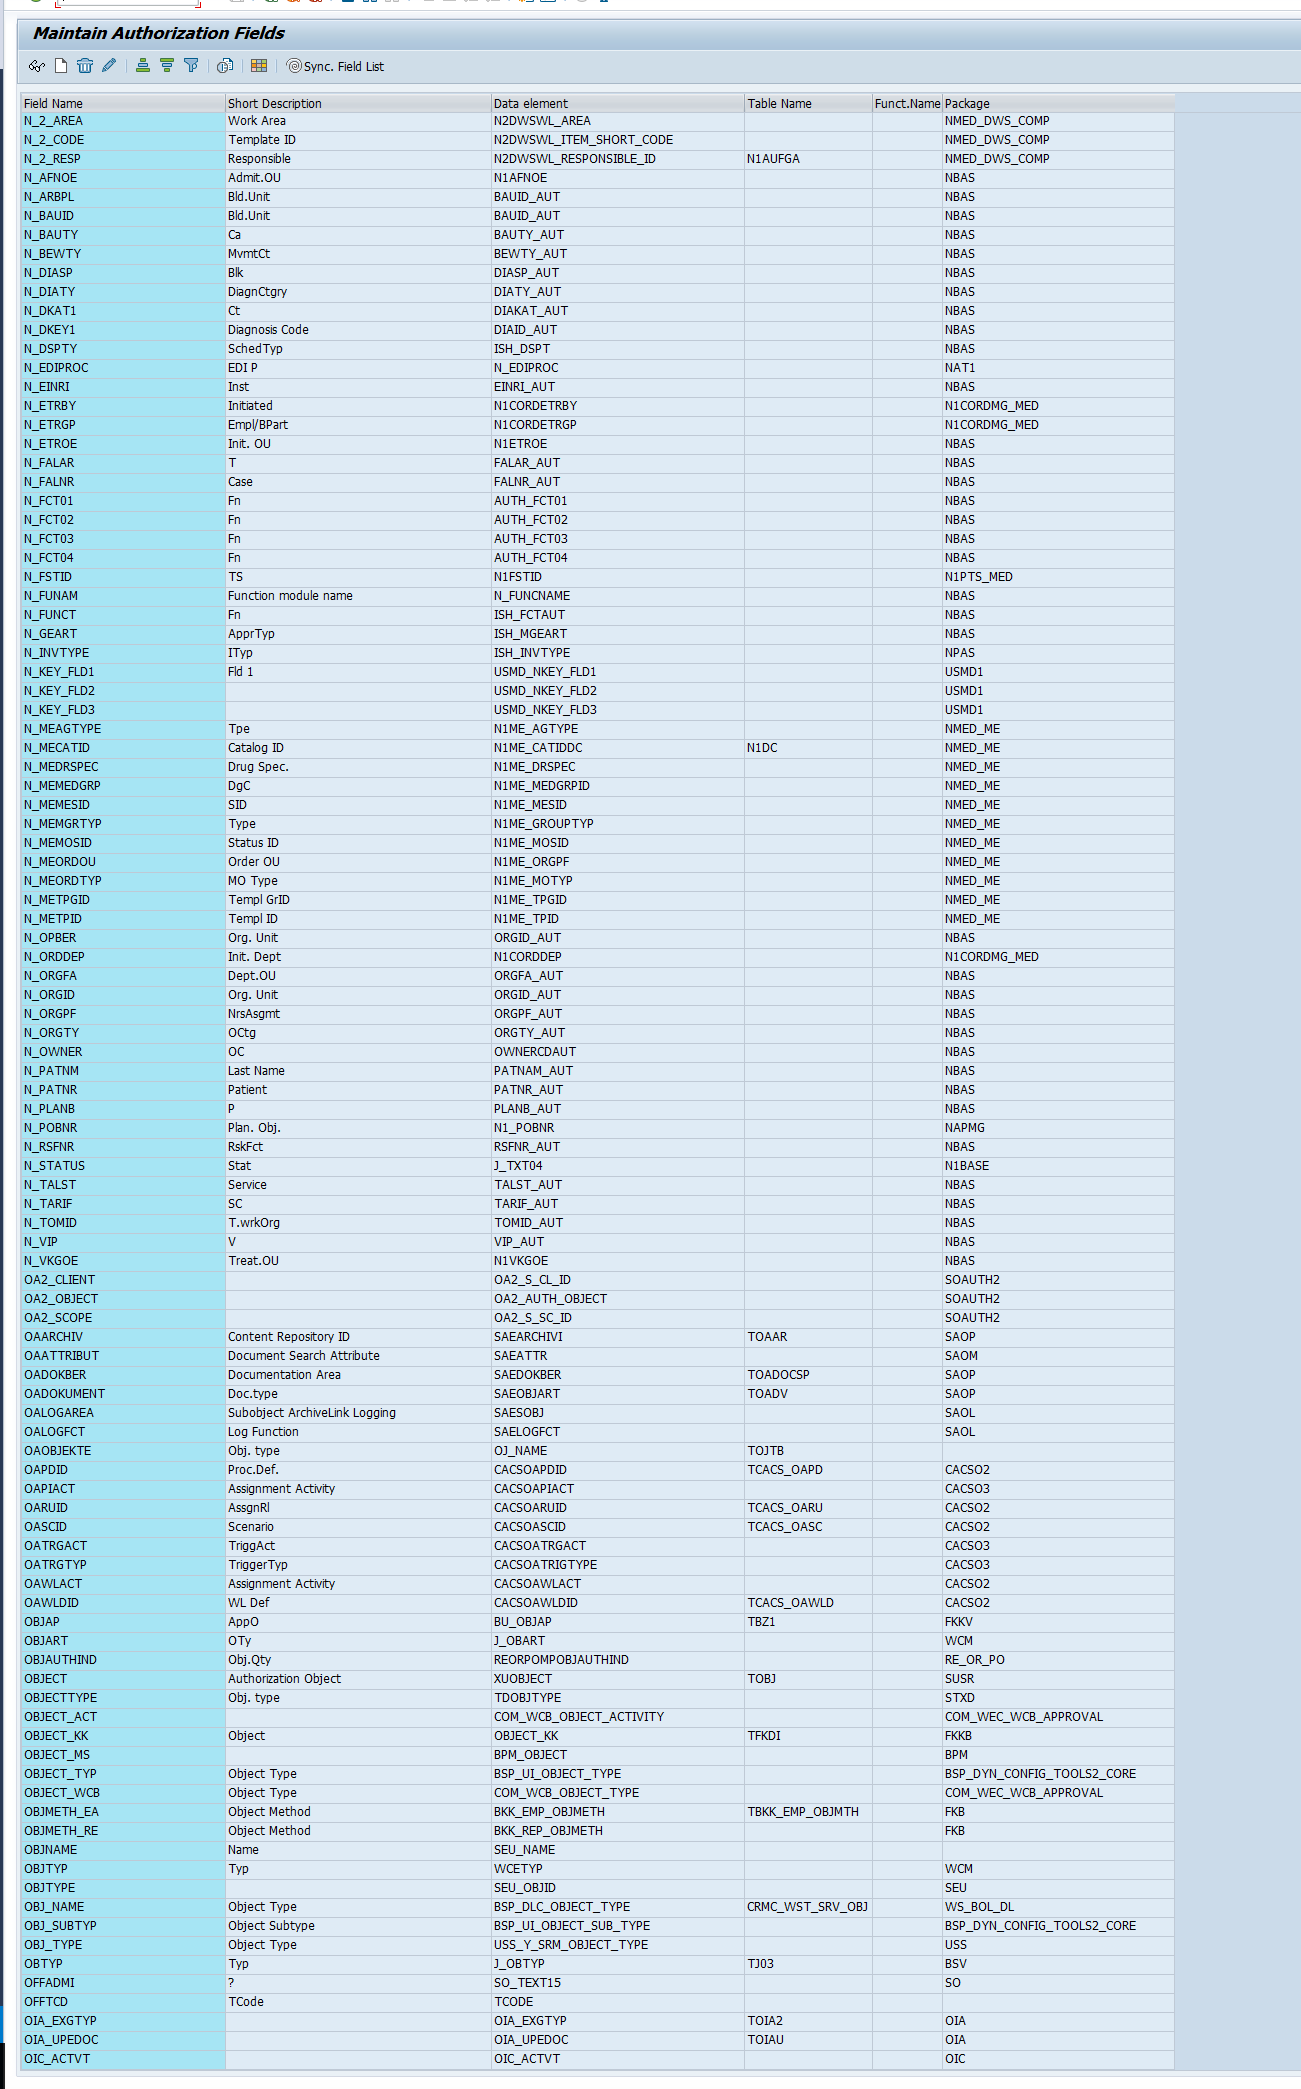 Maintain Authorization Fields
Sync. Field List
Field Name Short Description Data element Table Name Funct.Name Package
N_2_AREA Work Area N2DWSWL_AREA NMED_DWS_COMP
N_2_CODE Template ID N2DWSWL_ITEM_SHORT_CODE NMED_DWS_COMP
N_2_RESP Responsible N2DWSWL_RESPONSIBLE_ID N1AUFGA NMED_DWS_COMP
N_AFNOE Admit.OU N1AFNOE NBAS
N_ARBPL Bld.Unit BAUID_AUT NBAS
N_BAUID Bld.Unit BAUID_AUT NBAS
N_BAUTY Ca BAUTY_AUT NBAS
N_BEWTY MvmtCt BEWTY_AUT NBAS
N_DIASP Blk DIASP_AUT NBAS
N_DIATY DiagnCtgry DIATY_AUT NBAS
N_DKAT1 Ct DIAKAT_AUT NBAS
N_DKEY1 Diagnosis Code DIAID_AUT NBAS
N_DSPTY SchedTyp ISH_DSPT NBAS
N_EDIPROC EDI P N_EDIPROC NAT1
N_EINRI Inst EINRI_AUT NBAS
N_ETRBY Initiated N1CORDETRBY N1CORDMG_MED
N_ETRGP Empl/BPart N1CORDETRGP N1CORDMG_MED
N_ETROE Init. OU N1ETROE NBAS
N_FALAR T FALAR_AUT NBAS
N_FALNR Case FALNR_AUT NBAS
N_FCT01 Fn AUTH_FCT01 NBAS
N_FCT02 Fn AUTH_FCT02 NBAS
N_FCT03 Fn AUTH_FCT03 NBAS
N_FCT04 Fn AUTH_FCT04 NBAS
N_FSTID TS N1FSTID N1PTS_MED
N_FUNAM Function module name N_FUNCNAME NBAS
N_FUNCT Fn ISH_FCTAUT NBAS
N_GEART ApprTyp ISH_MGEART NBAS
N_INVTYPE ITyp ISH_INVTYPE NPAS
N_KEY_FLD1 Fld 1 USMD_NKEY_FLD1 USMD1
N_KEY_FLD2 USMD_NKEY_FLD2 USMD1
N_KEY_FLD3 USMD_NKEY_FLD3 USMD1
N_MEAGTYPE Tpe N1ME_AGTYPE NMED_ME
N_MECATID Catalog ID N1ME_CATIDDC N1DC NMED_ME
N_MEDRSPEC Drug Spec. N1ME_DRSPEC NMED_ME
N_MEMEDGRP DgC N1ME_MEDGRPID NMED_ME
N_MEMESID SID N1ME_MESID NMED_ME
N_MEMGRTYP Type N1ME_GROUPTYP NMED_ME
N_MEMOSID Status ID N1ME_MOSID NMED_ME
N_MEORDOU Order OU N1ME_ORGPF NMED_ME
N_MEORDTYP MO Type N1ME_MOTYP NMED_ME
N_METPGID Templ GrID N1ME_TPGID NMED_ME
N_METPID Templ ID N1ME_TPID NMED_ME
N_OPBER Org. Unit ORGID_AUT NBAS
N_ORDDEP Init. Dept N1CORDDEP N1CORDMG_MED
N_ORGFA Dept.OU ORGFA_AUT NBAS
N_ORGID Org. Unit ORGID_AUT NBAS
N_ORGPF NrsAsgmt ORGPF_AUT NBAS
N_ORGTY OCtg ORGTY_AUT NBAS
N_OWNER OC OWNERCDAUT NBAS
N_PATNM Last Name PATNAM_AUT NBAS
N_PATNR Patient PATNR_AUT NBAS
N_PLANB P PLANB_AUT NBAS
N_POBNR Plan. Obj. N1_POBNR NAPMG
N_RSFNR RskFct RSFNR_AUT NBAS
N_STATUS Stat J_TXT04 N1BASE
N_TALST Service TALST_AUT NBAS
N_TARIF SC TARIF_AUT NBAS
N_TOMID T.wrkOrg TOMID_AUT NBAS
N_VIP V VIP_AUT NBAS
N_VKGOE Treat.OU N1VKGOE NBAS
OA2_CLIENT OA2_S_CL_ID SOAUTH2
OA2_OBJECT OA2_AUTH_OBJECT SOAUTH2
OA2_SCOPE OA2_S_SC_ID SOAUTH2
OAARCHIV Content Repository ID SAEARCHIVI TOAAR SAOP
OAATTRIBUT Document Search Attribute SAEATTR SAOM
OADOKBER Documentation Area SAEDOKBER TOADOCSP SAOP
OADOKUMENT Doc.type SAEOBJART TOADV SAOP
OALOGAREA Subobject ArchiveLink Logging SAESOBJ SAOL
OALOGFCT Log Function SAELOGFCT SAOL
OAOBJEKTE Obj. type OJ_NAME TOJTB
OAPDID Proc.Def. CACSOAPDID TCACS_OAPD CACSO2
OAPIACT Assignment Activity CACSOAPIACT CACSO3
OARUID AssgnRl CACSOARUID TCACS_OARU CACSO2
OASCID Scenario CACSOASCID TCACS_OASC CACSO2
OATRGACT TriggAct CACSOATRGACT CACSO3
OATRGTYP TriggerTyp CACSOATRIGTYPE CACSO3
OAWLACT Assignment Activity CACSOAWLACT CACSO2
OAWLDID WL Def CACSOAWLDID TCACS_OAWLD CACSO2
OBJAP AppO BU_OBJAP TBZ1 FKKV
OBJART OTy J_OBART WCM
OBJAUTHIND Obj.Qty REORPOMPOBJAUTHIND RE_OR_PO
OBJECT Authorization Object XUOBJECT TOBJ SUSR
OBJECTTYPE Obj. type TDOBJTYPE STXD
OBJECT_ACT COM_WCB_OBJECT_ACTIVITY COM_WEC_WCB_APPROVAL
OBJECT_KK Object OBJECT_KK TFKDI FKKB
OBJECT_MS BPM_OBJECT BPM
OBJECT_TYP Object Type BSP_UI_OBJECT_TYPE BSP_DYN_CONFIG_TOOLS2_CORE
OBJECT_WCB Object Type COM_WCB_OBJECT_TYPE COM_WEC_WCB_APPROVAL
OBJMETH_EA Object Method BKK_EMP_OBJMETH TBKK_EMP_OBJMTH FKB
OBJMETH_RE Object Method BKK_REP_OBJMETH FKB
OBJNAME Name SEU_NAME
OBJTYP Typ WCETYP WCM
OBJTYPE SEU_OBJID SEU
OBJ_NAME Object Type BSP_DLC_OBJECT_TYPE CRMC_WST_SRV_OBJ WS_BOL_DL
OBJ_SUBTYP Object Subtype BSP_UI_OBJECT_SUB_TYPE BSP_DYN_CONFIG_TOOLS2_CORE
OBJ_TYPE Object Type USS_Y_SRM_OBJECT_TYPE USS
OBTYP Typ J_OBTYP TJ03 BSV
OFFADMI ? SO_TEXT15 SO
OFFTCD TCode TCODE
OIA_EXGTYP OIA_EXGTYP TOIA2 OIA
OIA_UPEDOC OIA_UPEDOC TOIAU OIA
OIC_ACTVT OIC_ACTVT OIC